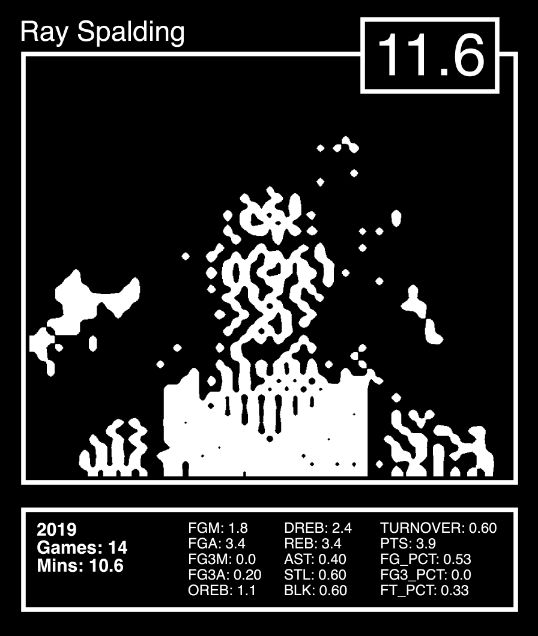 Ray Spalding
11.6
2019
Games: 14
Mins: 10.6
FGM: 1.8
FGA: 3.4
FG3M: 0.0
FG3A: 0.20
OREB: 1.1
DREB: 2.4
REB: 3.4
AST: 0.40
STL: 0.60
BLK: 0.60
TURNOVER: 0.60
PTS: 3.9
FG_PCT: 0.53
FG3_PCT: 0.0
FT_PCT: 0.33